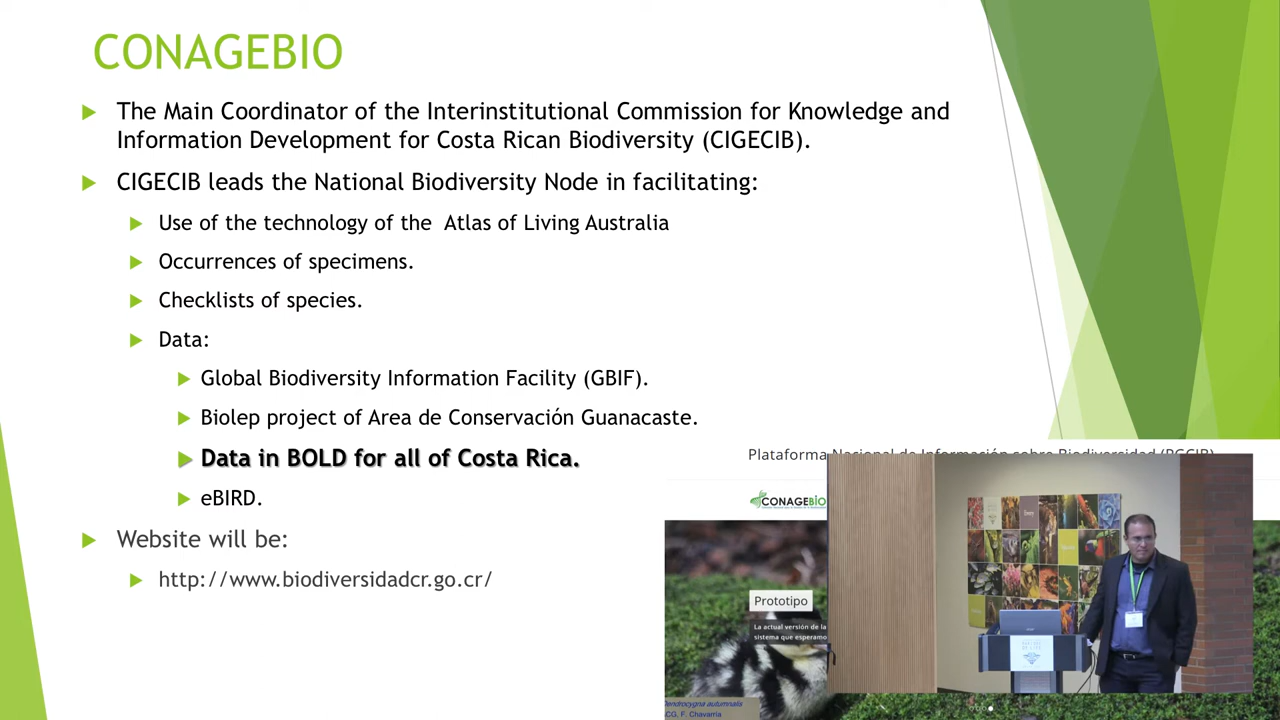 CONAGEBIO
The Main Coordinator of the Interinstitutional Commission for Knowledge and
Information Development for Costa Rican Biodiversity (CIGECIB).
CIGECIB leads the National Biodiversity Node in facilitating:
Use of the technology of the Atlas of Living Australia
Occurrences of specimens.
Checklists of species.
Data:
Global Biodiversity Information Facility (GBIF).
Biolep project of Area de Conservación Guanacaste.
Data in BOLD for all of Costa Rica.
eBIRD.
Website will be:
http://www.biodiversidadcr.go.cr/
Plataforma Nacional de Información sobre Biodiversidad
CONAGEBIO
Prototipo
La actual versión de la
sistema que esperamo
autumnalis
F. Chavarria